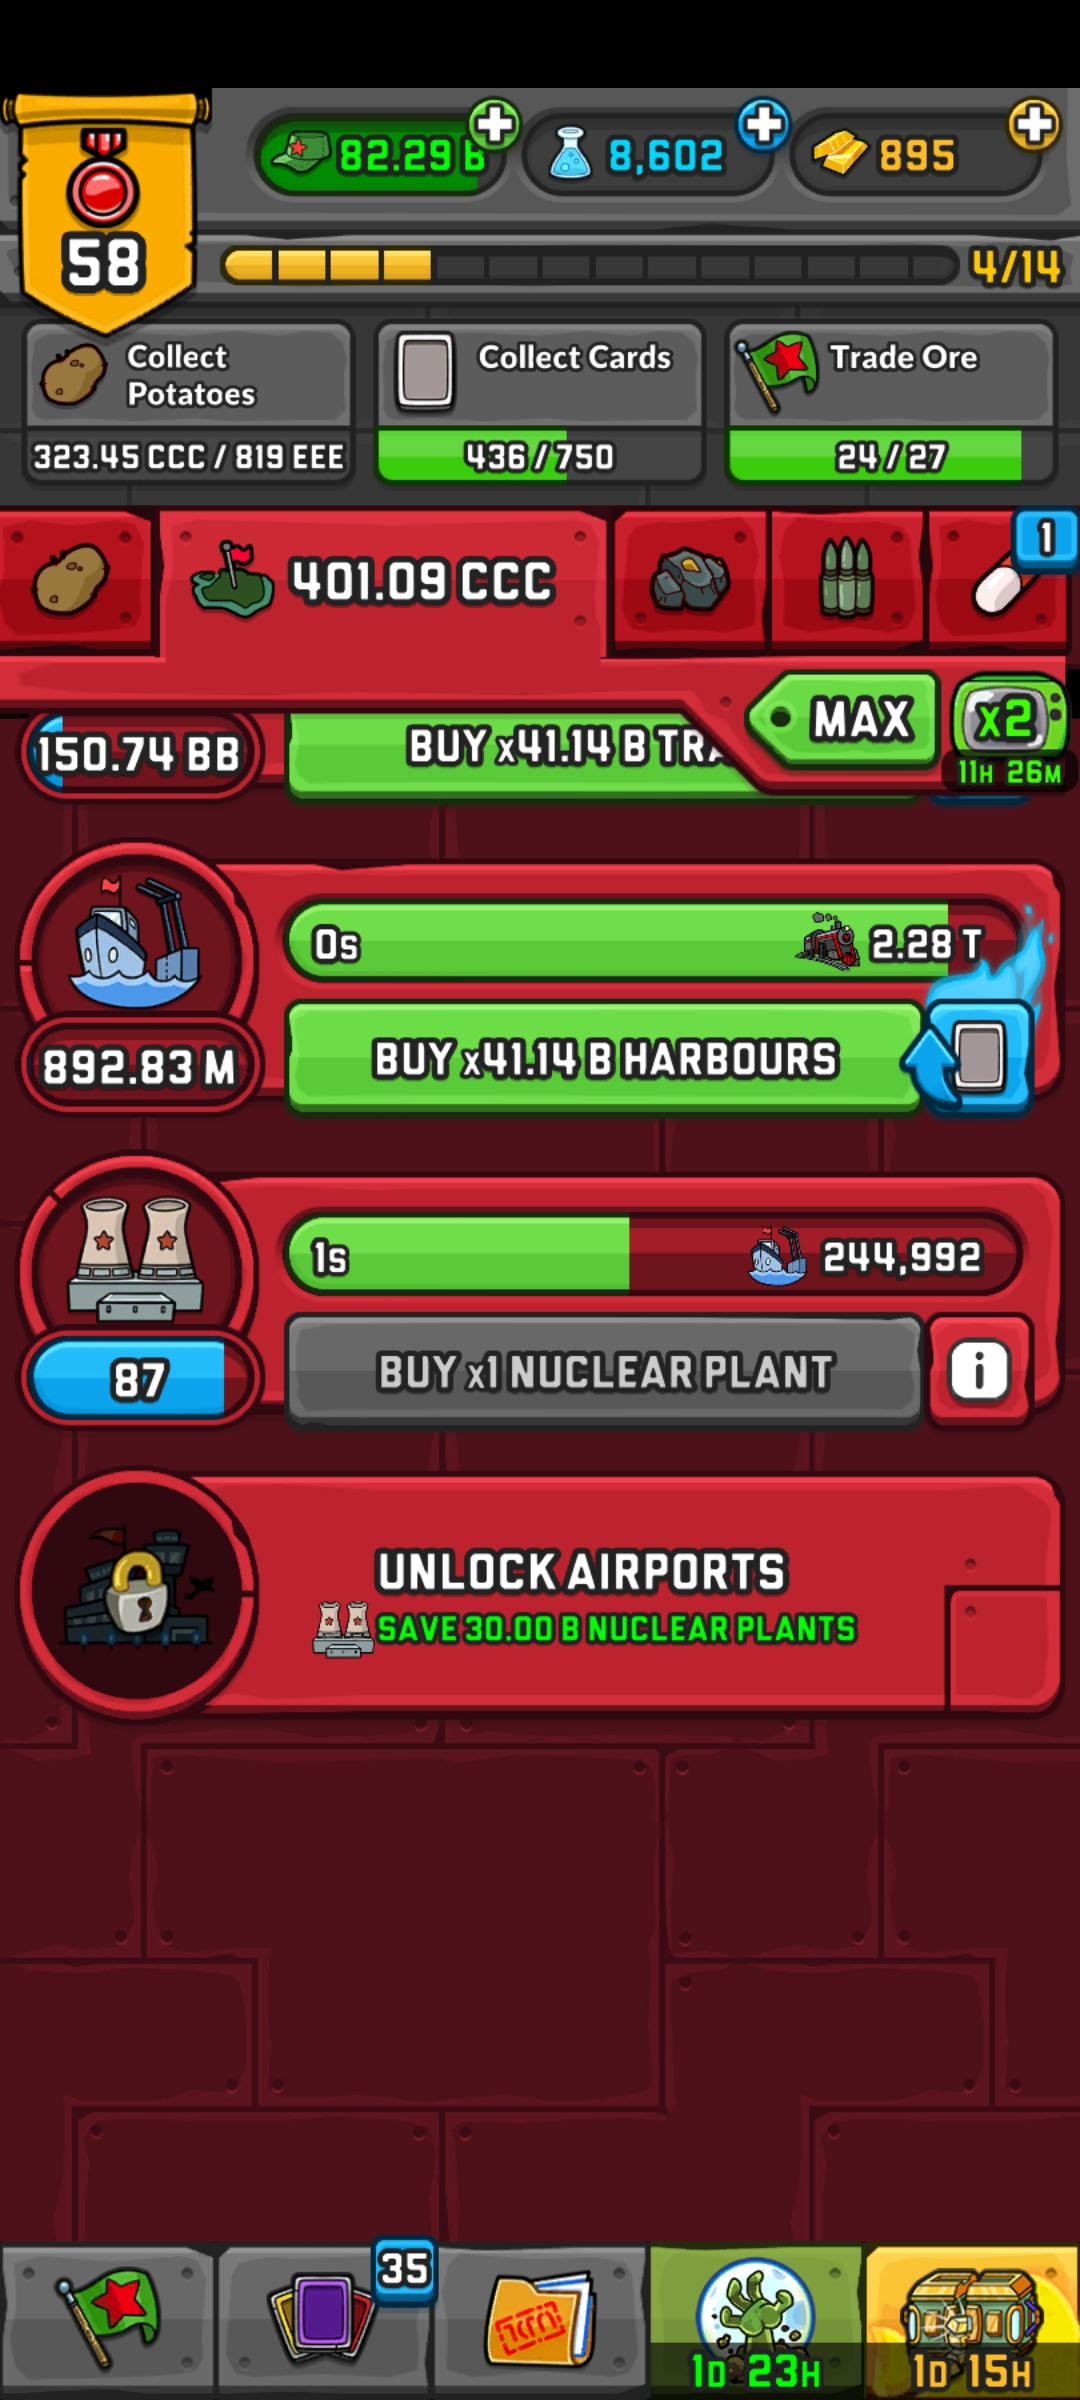 58
82.29 B
8,602
895
4/14
Collect
Potatoes
323.45 CCC / 819 EEE
Collect Cards
436 / 750
Trade Ore
24 / 27
401.09 CCC
1
MAX
x2
11H 26M
150.74 BB
BUY x41.14 B TRA
0s
2.28 T
892.83 M
BUY x41.14 B HARBOURS
1s
244,992
87
BUY x1 NUCLEAR PLANT
i
UNLOCK AIRPORTS
SAVE 30.00 B NUCLEAR PLANTS
35
1D 23H
1D 15H